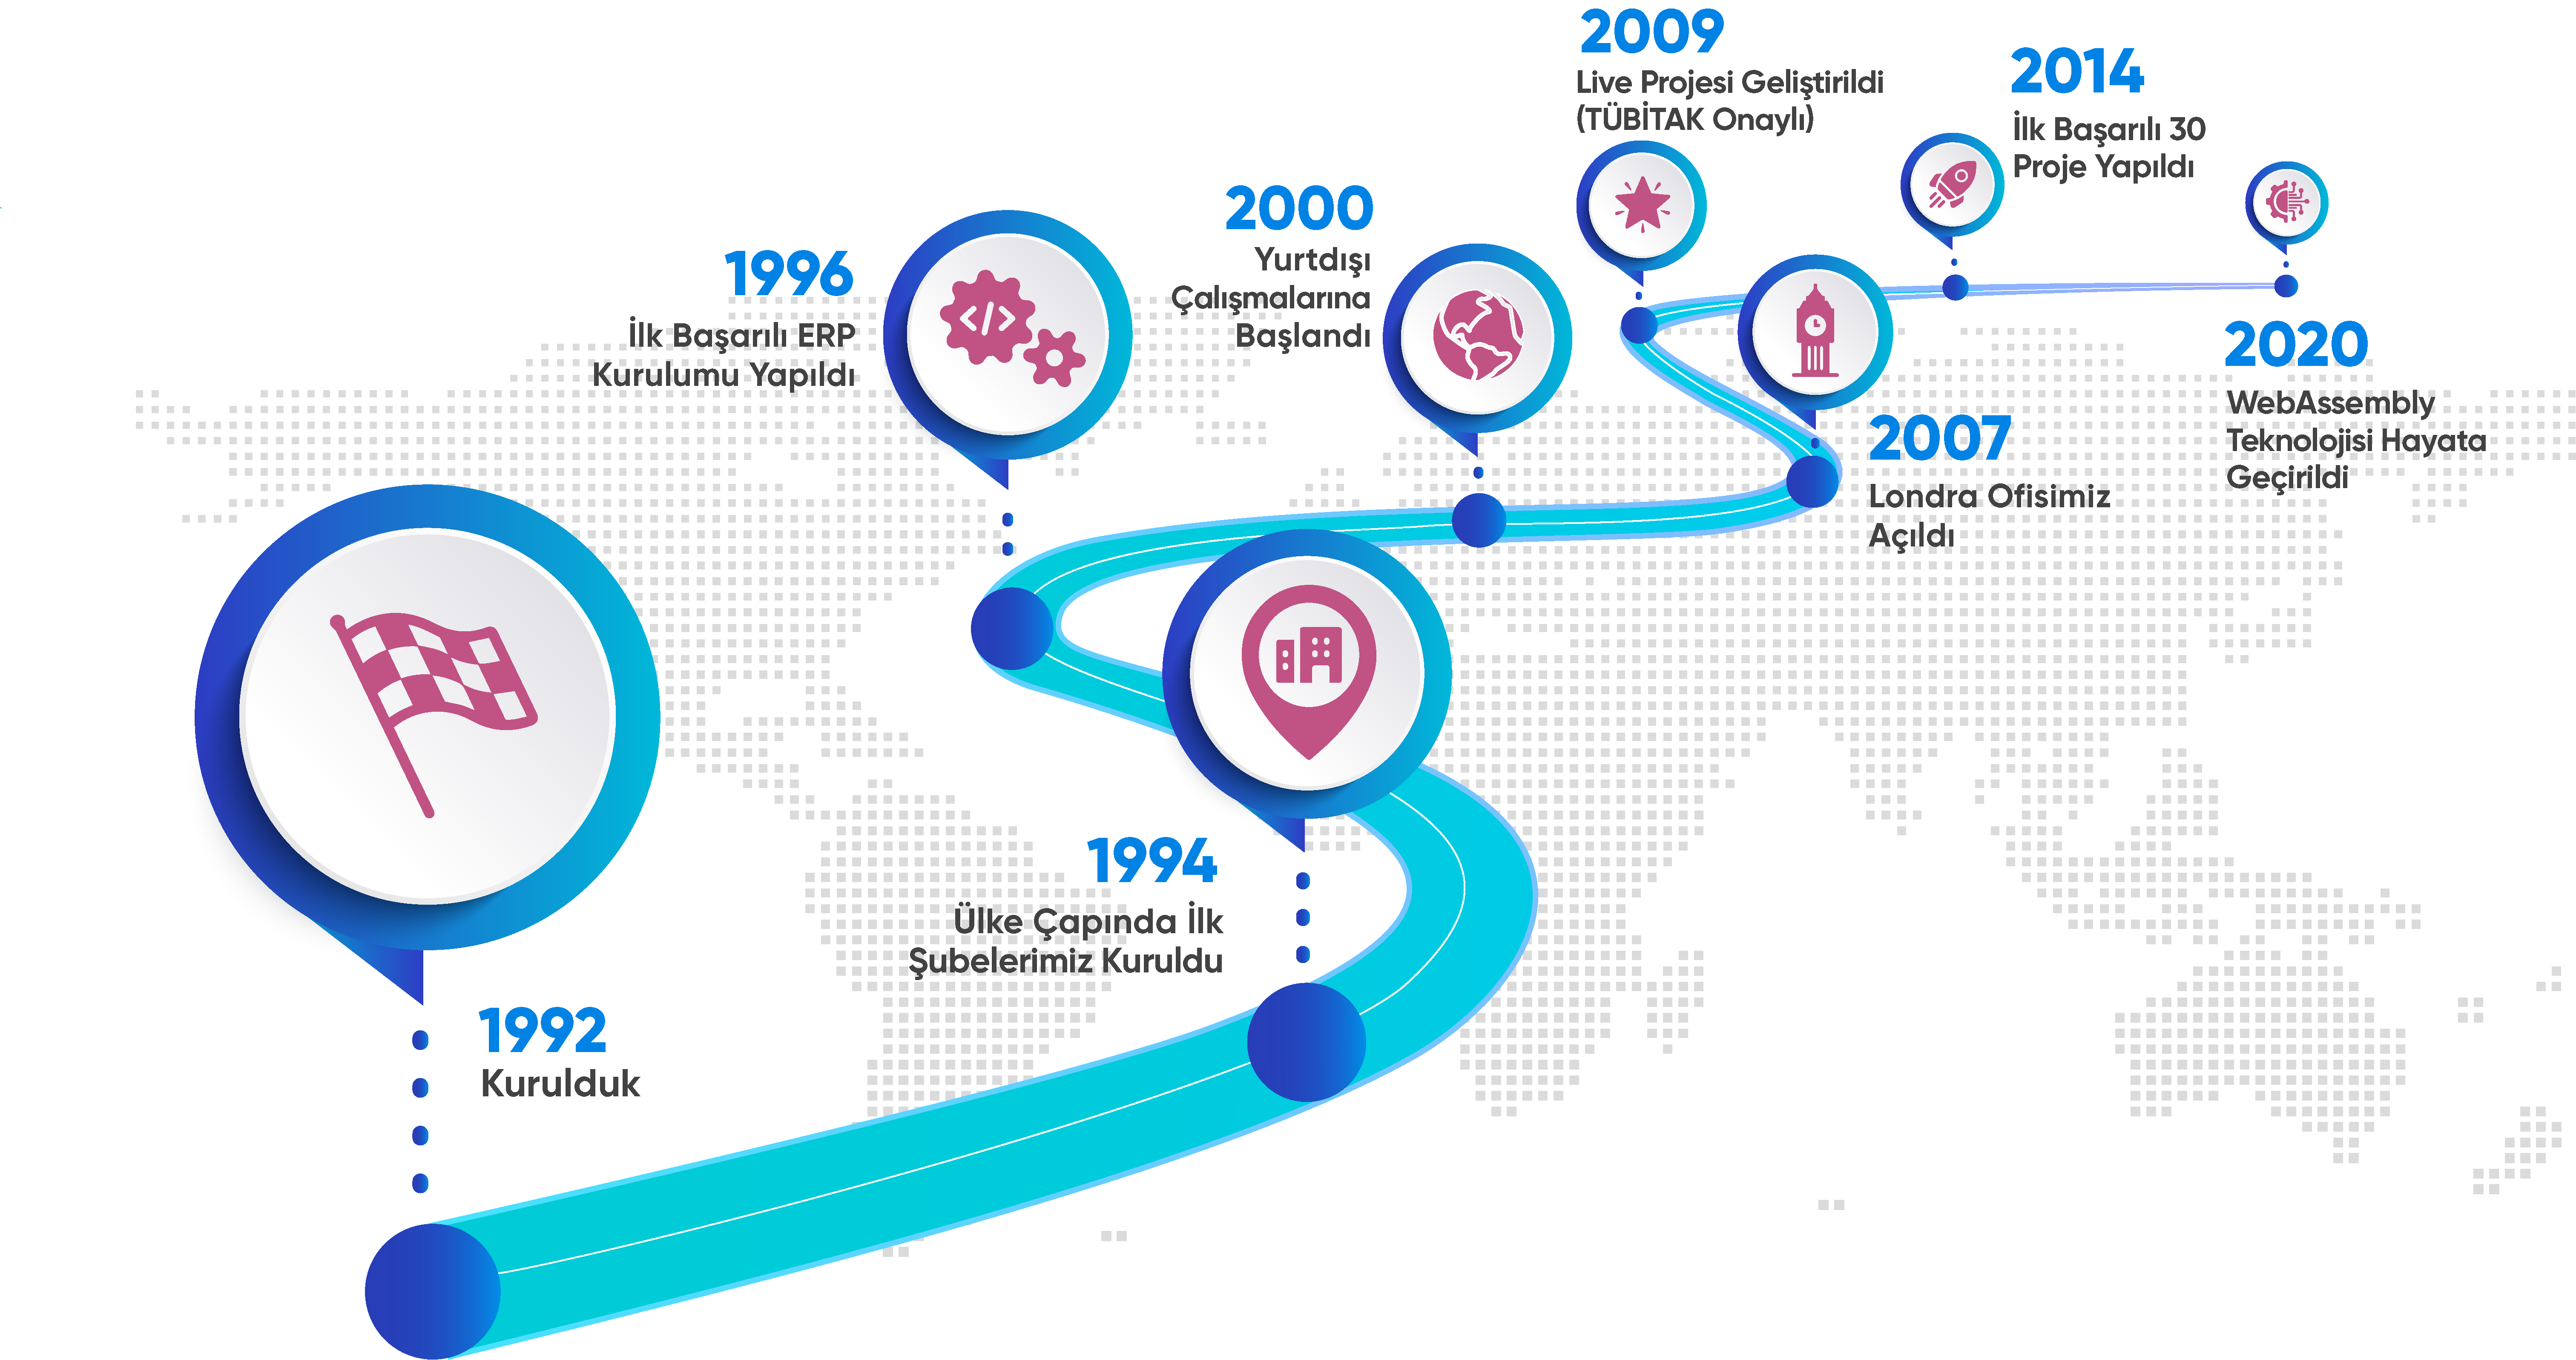 2009
Live Projesi Geliştirildi
(TÜBİTAK Onaylı)
2014
İlk Başarılı 30
Proje Yapıldı
2000
Yurtdışı
Çalışmalarına
Başlandı
1996
İlk Başarılı ERP
Kurulumu Yapıldı
</>
2020
WebAssembly
Teknolojisi Hayata
Geçirildi
2007
Londra Ofisimiz
Açıldı
1994
Ülke Çapında İlk
Şubelerimiz Kuruldu
1992
Kurulduk